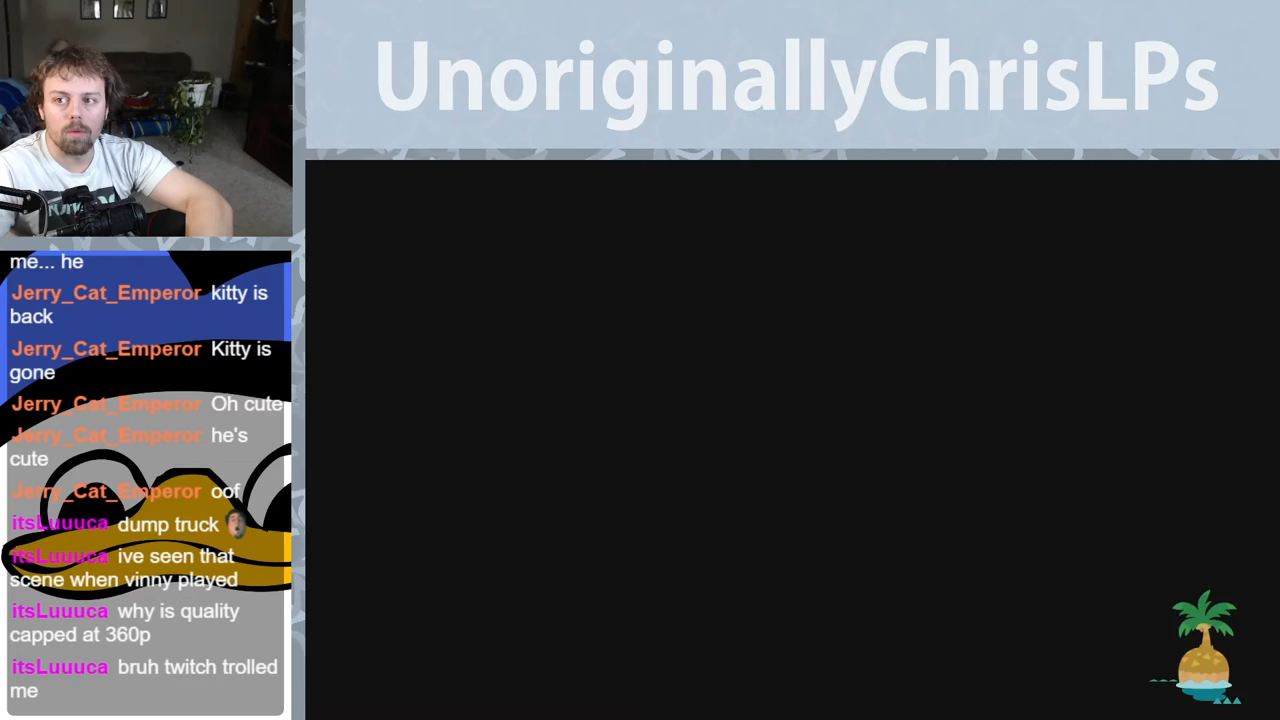 UnoriginallyChrisLPs
me... he
Jerry_Cat_Emperor kitty is
back
Jerry_Cat_Emperor Kitty is
gone
Jerry_Cat_Emperor Oh cute
Jerry_Cat_Emperor he's
cute
Jerry_Cat_Emperor oof
itsLuuuca dump truck
itsLuuuca ive seen that
scene when vinny played
itsLuuuca why is quality
capped at 360p
itsLuuuca bruh twitch trolled
me